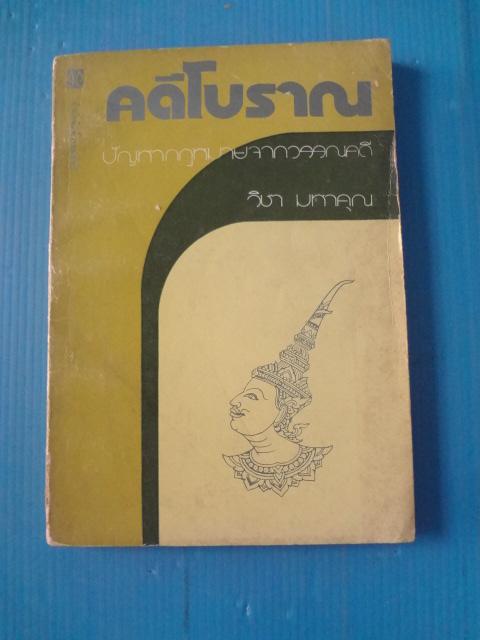 คดีโบราณ
ปัญหากฎหมายจากวรรณคดี
วิชา มหาคุณ